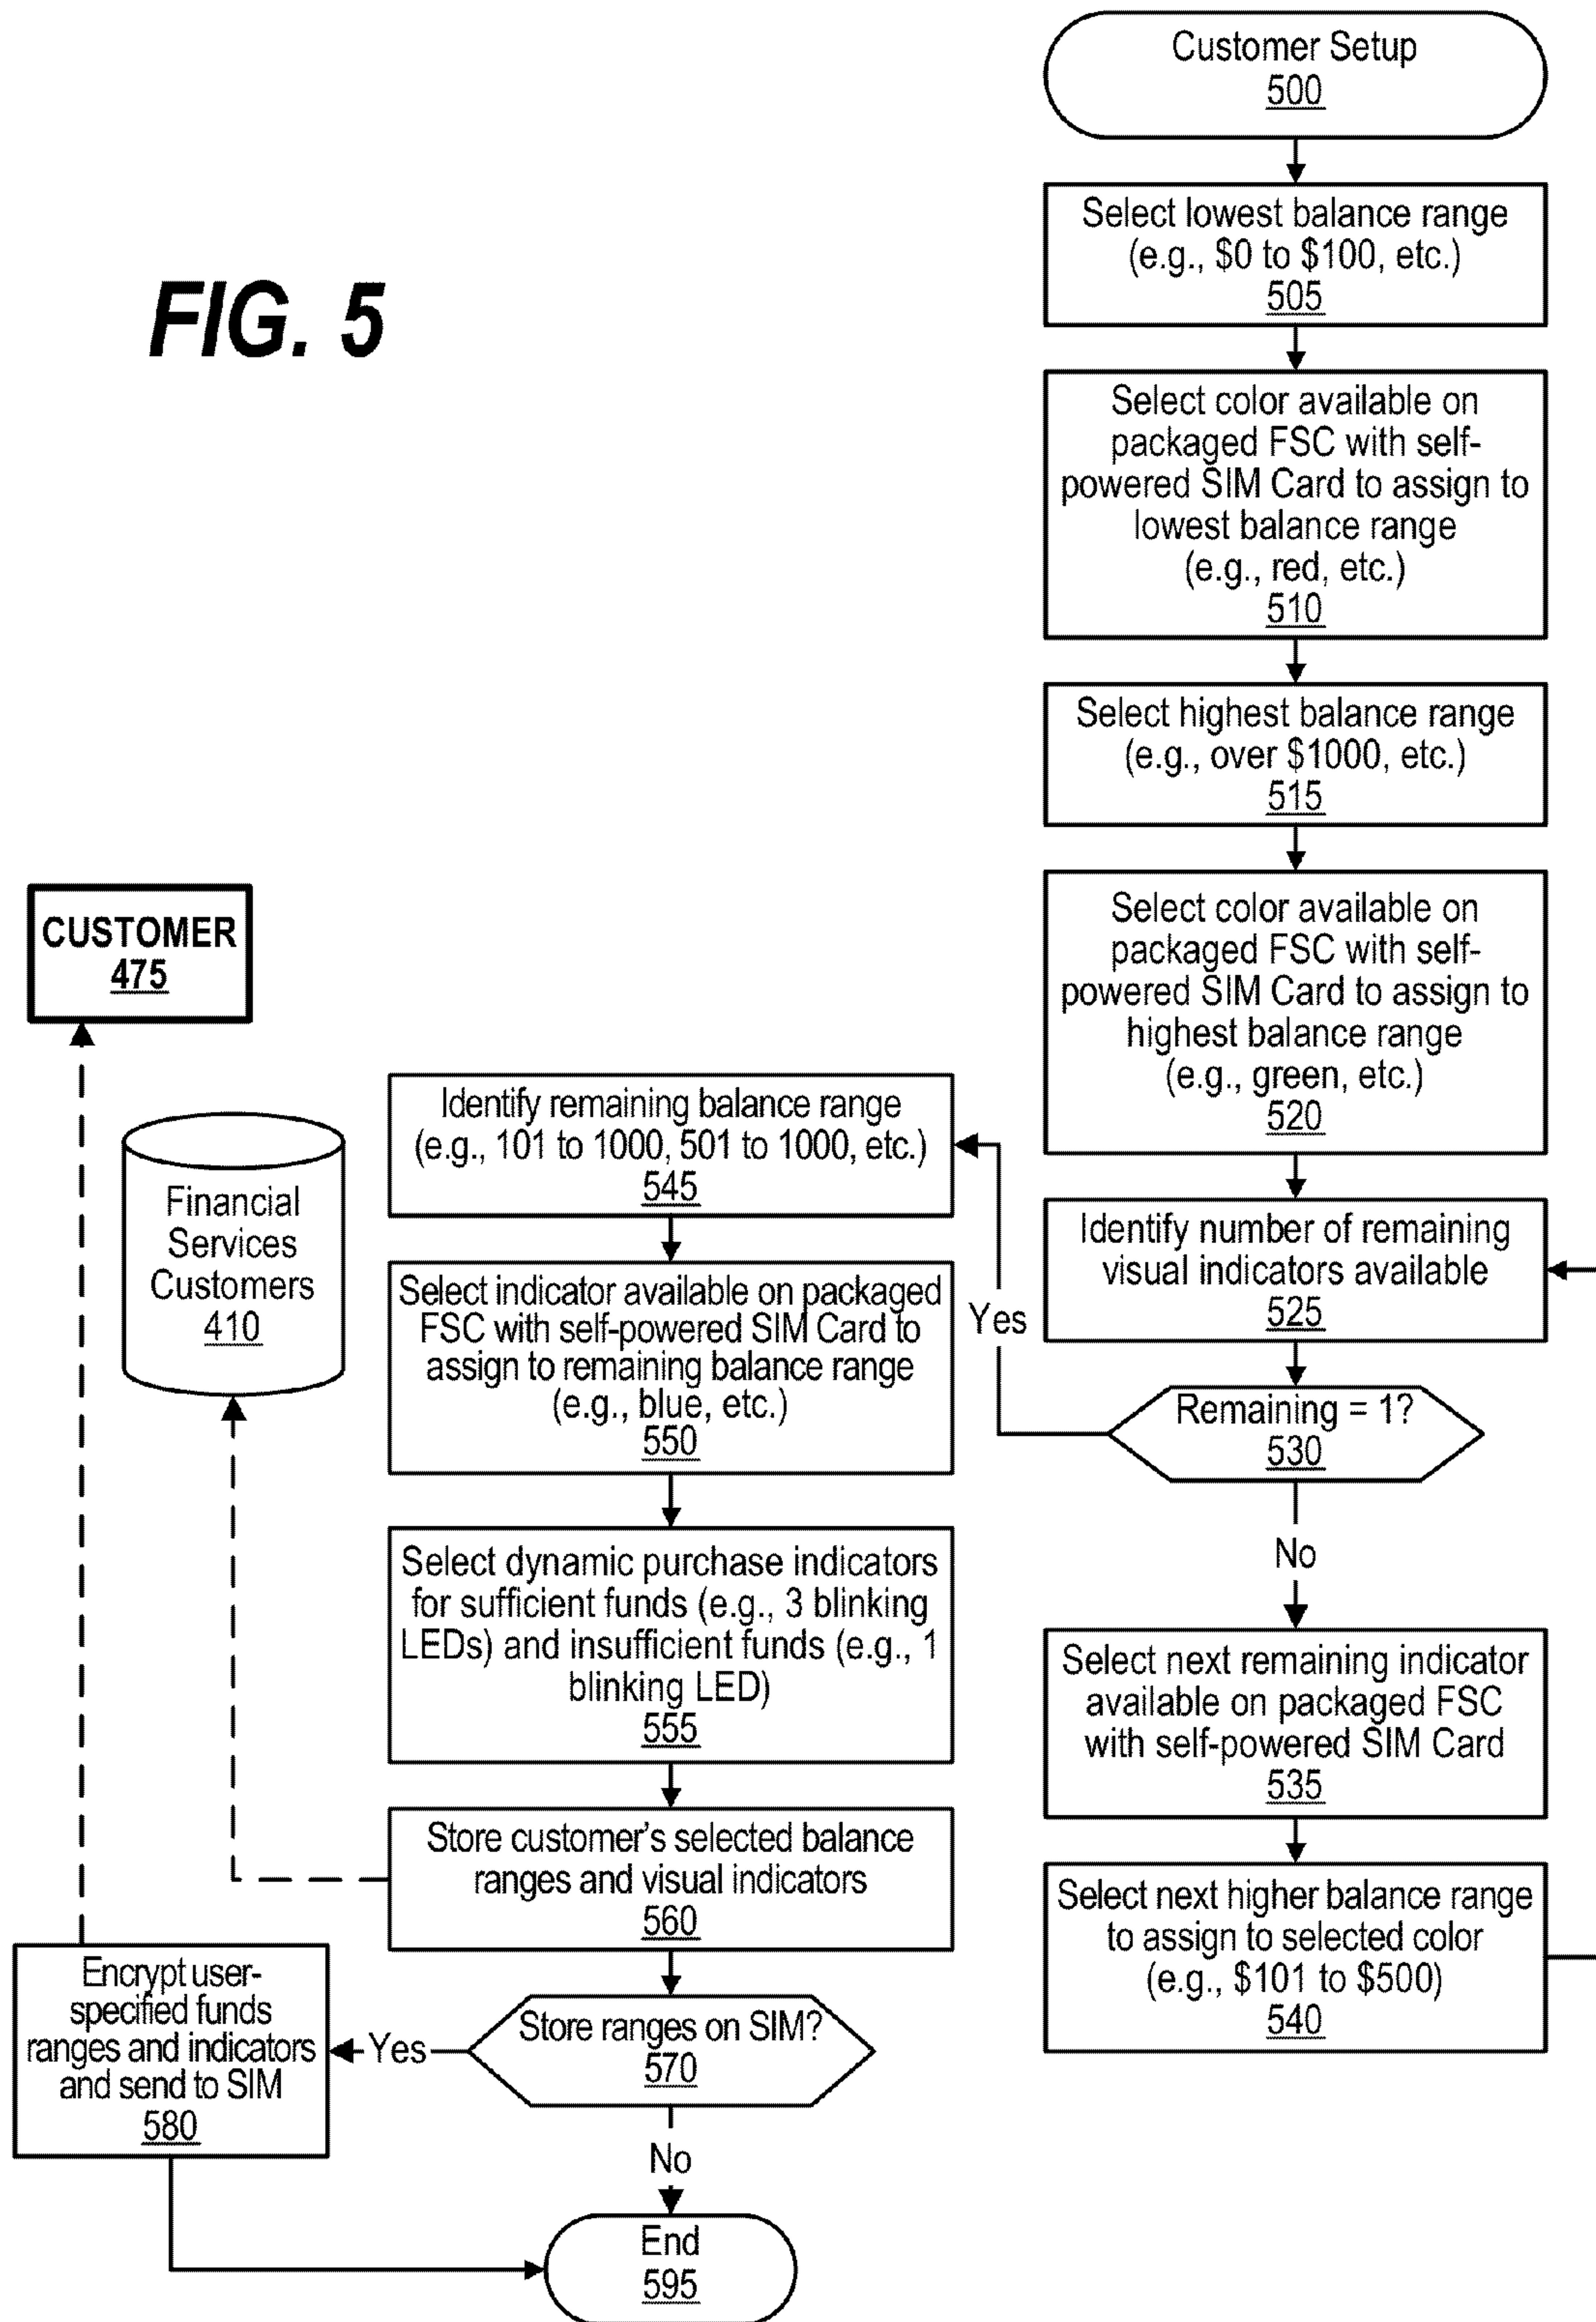 FIG. 5
Customer Setup
500
Select lowest balance range
(e.g., $0 to $100, etc.)
505
Select color available on
packaged FSC with self-
powered SIM Card to assign to
lowest balance range
(e.g., red, etc.)
510
Select highest balance range
(e.g., over $1000, etc.)
515
Select color available on
packaged FSC with self-
powered SIM Card to assign to
highest balance range
(e.g., green, etc.)
520
Identify number of remaining
visual indicators available
525
Remaining = 1?
530
Yes
No
Select next remaining indicator
available on packaged FSC
with self-powered SIM Card
535
Select next higher balance range
to assign to selected color
(e.g., $101 to $500)
540
Identify remaining balance range
(e.g., 101 to 1000, 501 to 1000, etc.)
545
Select indicator available on packaged
FSC with self-powered SIM Card to
assign to remaining balance range
(e.g., blue, etc.)
550
Select dynamic purchase indicators
for sufficient funds (e.g., 3 blinking
LEDs) and insufficient funds (e.g., 1
blinking LED)
555
Store customer's selected balance
ranges and visual indicators
560
Store ranges on SIM?
570
Yes
No
Encrypt user-
specified funds
ranges and indicators
and send to SIM
580
End
595
CUSTOMER
475
Financial
Services
Customers
410